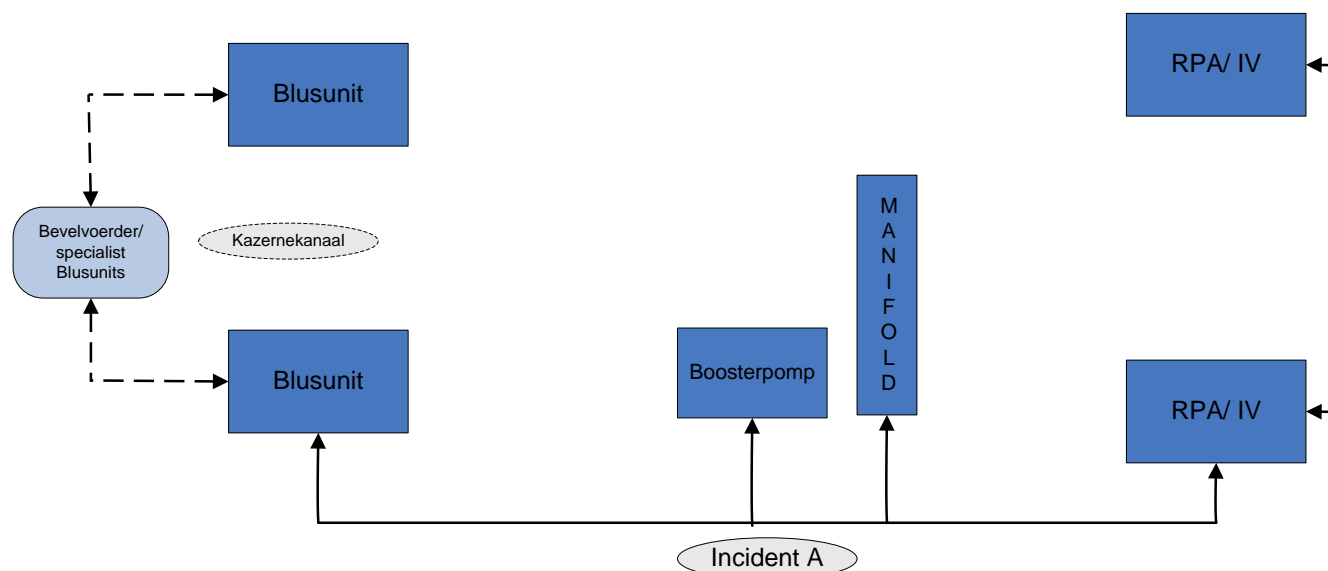 Blusunit
RPA/ IV
Bevelvoerder/
specialist
Blusunits
Kazernekanaal
M
A
N
I
F
O
L
D
Blusunit
Boosterpomp
RPA/ IV
Incident A